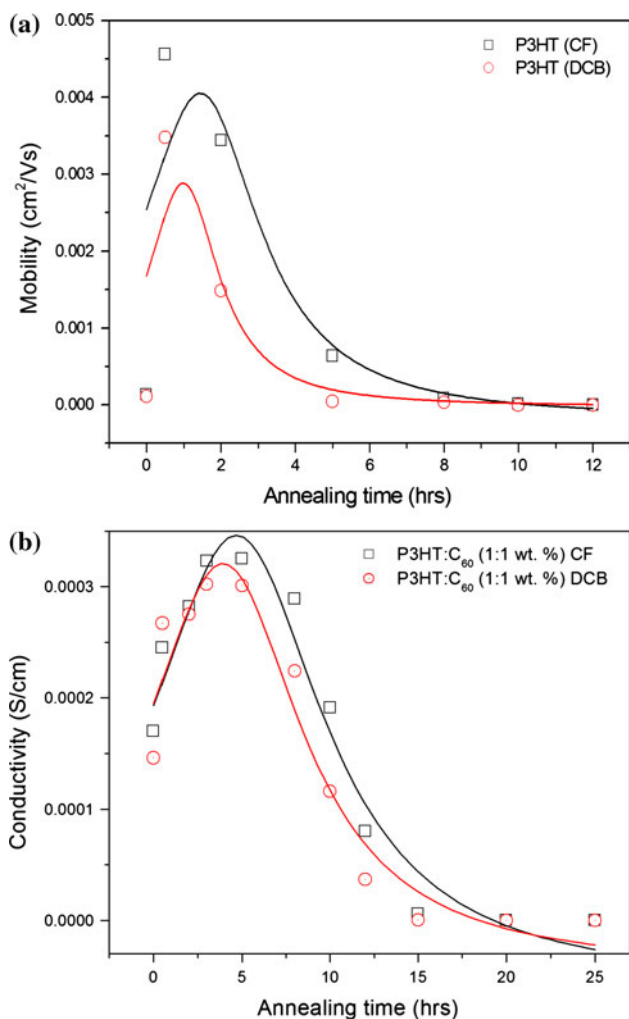 (a)
0.005
0.004
0.003
0.002
0.001
0.000
Mobility (cm²/Vs)
P3HT (CF)
P3HT (DCB)
0 2 4 6 8 10 12
Annealing time (hrs)
(b)
0.0003
0.0002
0.0001
0.0000
Conductivity (S/cm)
P3HT:C₆₀ (1:1 wt. %) CF
P3HT:C₆₀ (1:1 wt. %) DCB
0 5 10 15 20 25
Annealing time (hrs)